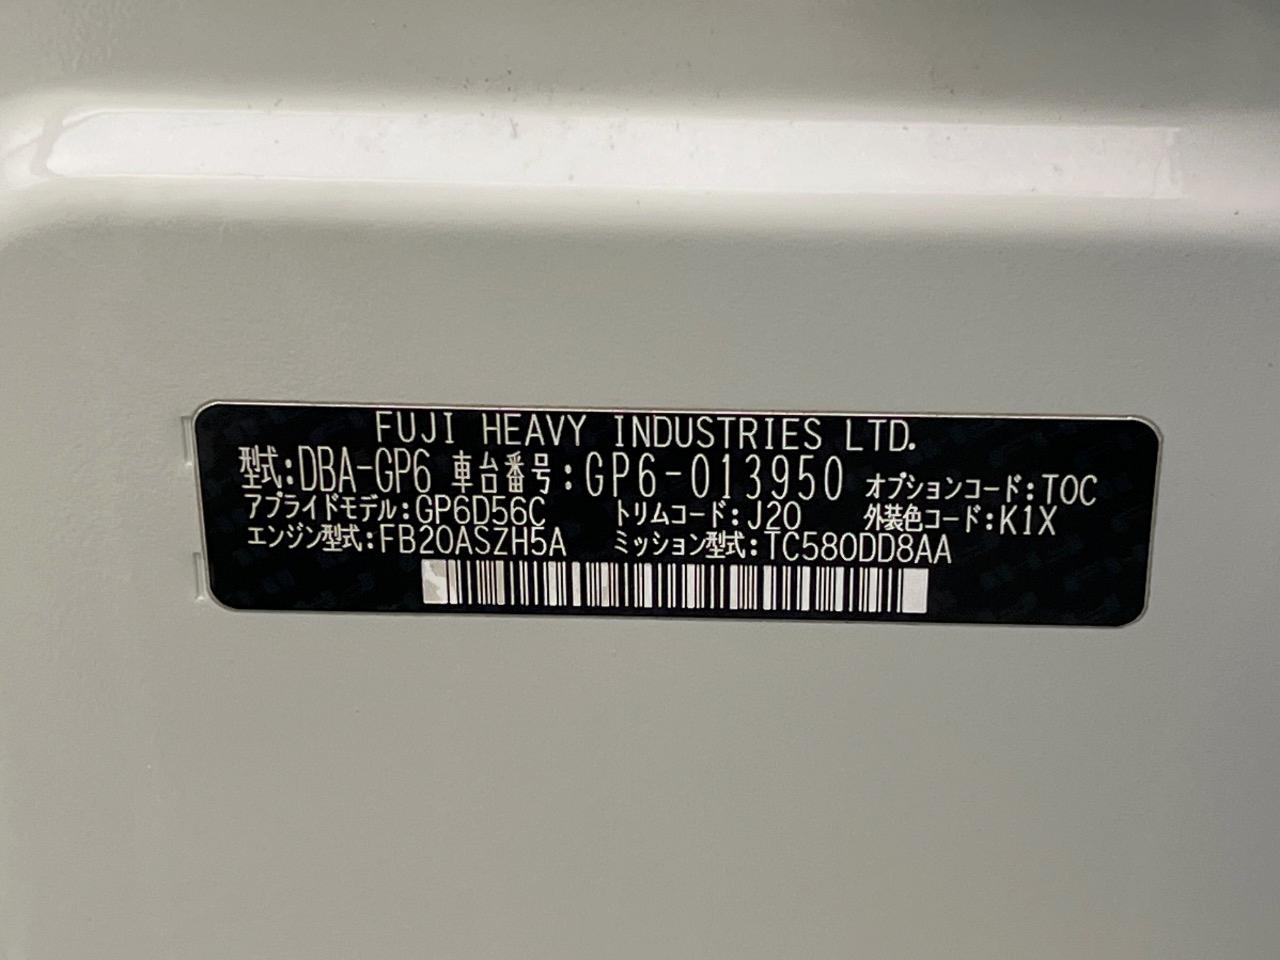 FUJI HEAVY INDUSTRIES LTD.
型式:DBA-GP6 車台番号:GP6-013950 オプションコード:TOC
アプライドモデル:GP6D56C トリムコード:J20 外装色コード:K1X
エンジン型式:FB20ASZH5A ミッション型式:TC580DD8AA